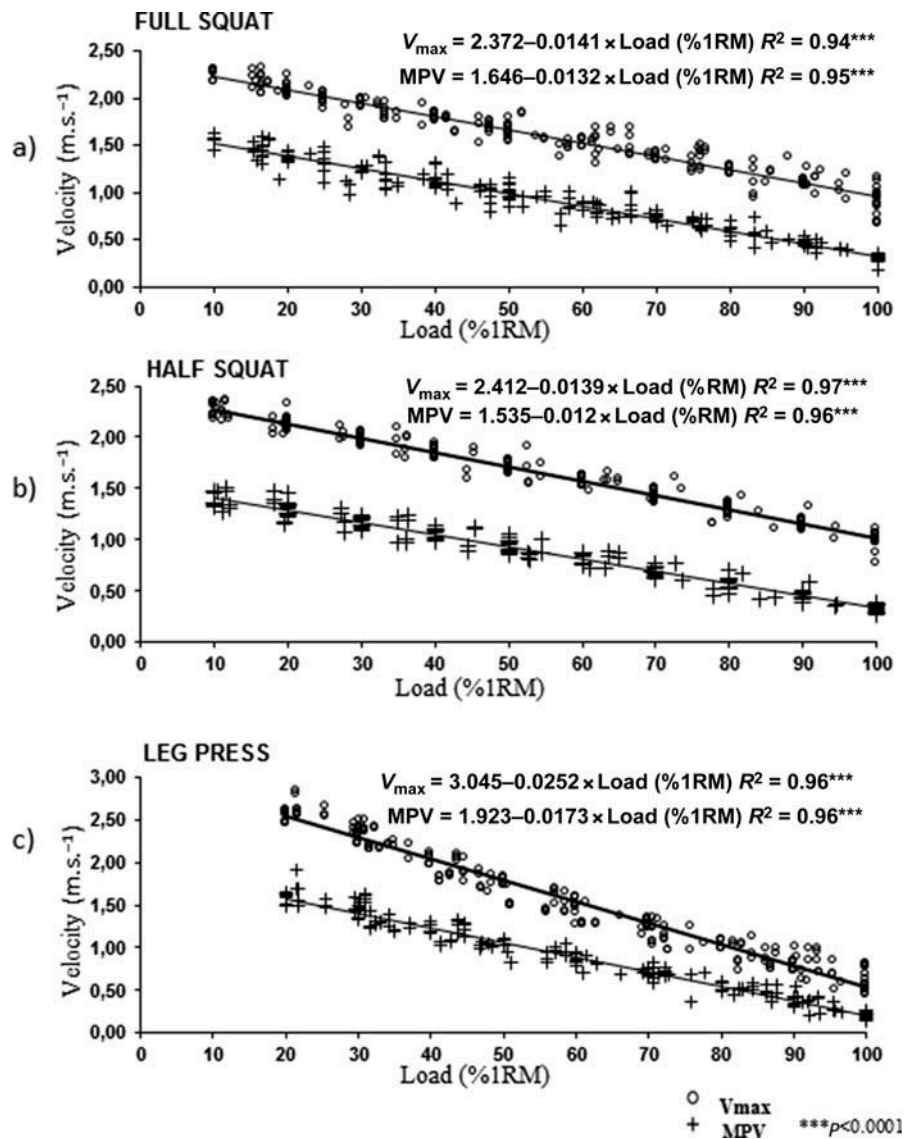 FULL SQUAT
Vmax = 2.372–0.0141 × Load (%1RM) R² = 0.94***
MPV = 1.646–0.0132 × Load (%1RM) R² = 0.95***
a)
Velocity (m.s.⁻¹)
2,50
2,00
1,50
1,00
0,50
0,00
0 10 20 30 40 50 60 70 80 90 100
Load (%1RM)
HALF SQUAT
Vmax = 2.412–0.0139 × Load (%RM) R² = 0.97***
MPV = 1.535–0.012 × Load (%RM) R² = 0.96***
b)
Velocity (m.s.⁻¹)
2,50
2,00
1,50
1,00
0,50
0,00
0 10 20 30 40 50 60 70 80 90 100
Load (%1RM)
LEG PRESS
Vmax = 3.045–0.0252 × Load (%1RM) R² = 0.96***
MPV = 1.923–0.0173 × Load (%1RM) R² = 0.96***
c)
Velocity (m.s.⁻¹)
3,00
2,50
2,00
1,50
1,00
0,50
0,00
0 10 20 30 40 50 60 70 80 90 100
Load (%1RM)
Vmax
MPV ***p<0.0001